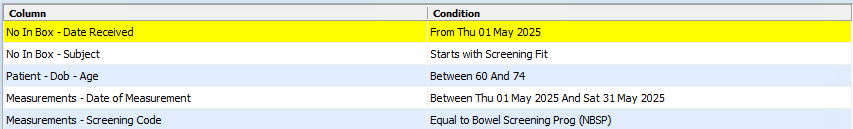 Column Condition
No In Box - Date Received From Thu 01 May 2025
No In Box - Subject Starts with Screening Fit
Patient - Dob - Age Between 60 And 74
Measurements - Date of Measurement Between Thu 01 May 2025 And Sat 31 May 2025
Measurements - Screening Code Equal to Bowel Screening Prog (NBSP)